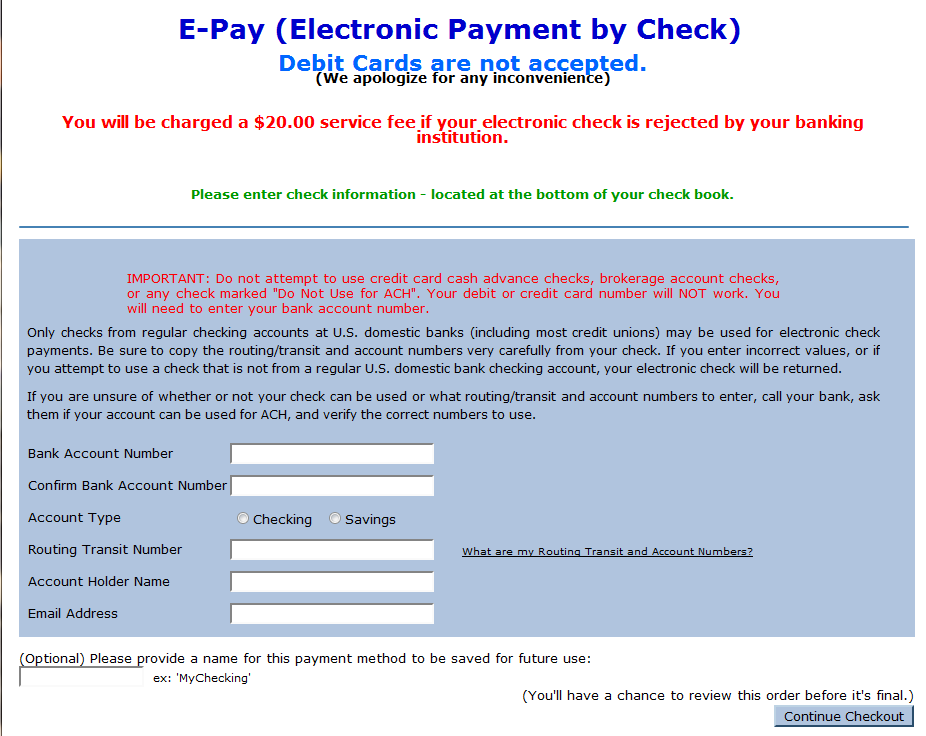 E-Pay (Electronic Payment by Check)
Debit Cards are not accepted.
(We apologize for any inconvenience)
You will be charged a $20.00 service fee if your electronic check is rejected by your banking
institution.
Please enter check information - located at the bottom of your check book.
IMPORTANT: Do not attempt to use credit card cash advance checks, brokerage account checks,
or any check marked "Do Not Use for ACH". Your debit or credit card number will NOT work. You
will need to enter your bank account number.
Only checks from regular checking accounts at U.S. domestic banks (including most credit unions) may be used for electronic check
payments. Be sure to copy the routing/transit and account numbers very carefully from your check. If you enter incorrect values, or if
you attempt to use a check that is not from a regular U.S. domestic bank checking account, your electronic check will be returned.
If you are unsure of whether or not your check can be used or what routing/transit and account numbers to enter, call your bank, ask
them if your account can be used for ACH, and verify the correct numbers to use.
Bank Account Number
Confirm Bank Account Number
Account Type Checking Savings
Routing Transit Number What are my Routing Transit and Account Numbers?
Account Holder Name
Email Address
(Optional) Please provide a name for this payment method to be saved for future use:
ex: 'MyChecking'
(You'll have a chance to review this order before it's final.)
Continue Checkout